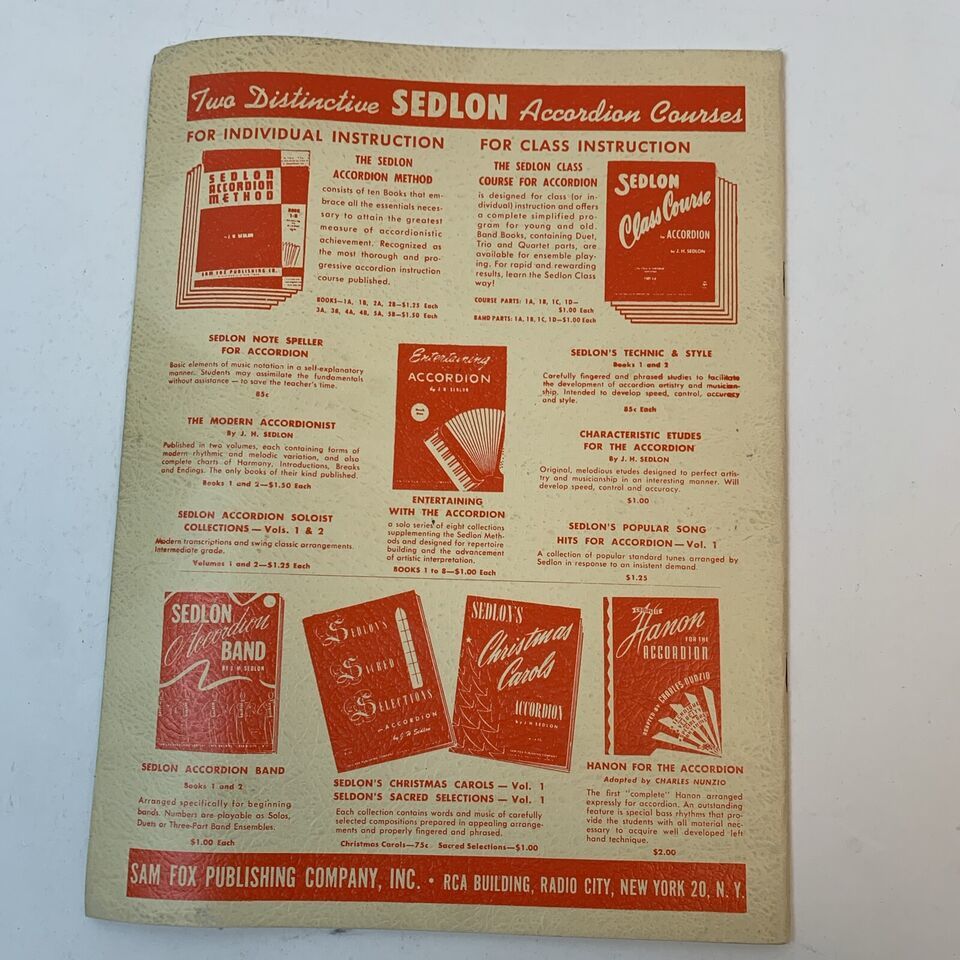 Two Distinctive SEDLON Accordion Courses
FOR INDIVIDUAL INSTRUCTION
SEDLON
ACCORDION
METHOD
BOOK
1-B
By J. H. SEDLON
SAM FOX PUBLISHING CO.
THE SEDLON
ACCORDION METHOD
consists of ten Books that em-
brace all the essentials neces-
sary to attain the greatest
measure of accordionistic
achievement. Recognized as
the most thorough and pro-
gressive accordion instruction
course published.
BOOKS—1A, 1B, 2A, 2B—$1.25 Each
3A, 3B, 4A, 4B, 5A, 5B—$1.50 Each
FOR CLASS INSTRUCTION
THE SEDLON CLASS
COURSE FOR ACCORDION
is designed for class (or in-
dividual) instruction and offers
a complete simplified pro-
gram for young and old.
Band Books, containing Duet,
Trio and Quartet parts, are
available for ensemble play-
ing. For rapid and rewarding
results, learn the Sedlon Class
way!
COURSE PARTS: 1A, 1B, 1C, 1D—
$1.00 Each
BAND PARTS: 1A, 1B, 1C, 1D—$1.00 Each
SEDLON
Class Course
for ACCORDION
by J. H. SEDLON
SEDLON NOTE SPELLER
FOR ACCORDION
Basic elements of music notation in a self-explanatory
manner. Students may assimilate the fundamentals
without assistance — to save the teacher's time.
85c
THE MODERN ACCORDIONIST
By J. H. SEDLON
Published in two volumes, each containing forms of
modern rhythmic and melodic variation, and also
complete charts of Harmony, Introductions, Breaks
and Endings. The only books of their kind published.
Books 1 and 2—$1.50 Each
SEDLON ACCORDION SOLOIST
COLLECTIONS — Vols. 1 & 2
Modern transcriptions and swing classic arrangements.
Intermediate grade.
Volumes 1 and 2—$1.25 Each
Entertaining
ACCORDION
by J H SEDLON
ENTERTAINING
WITH THE ACCORDION
a solo series of eight collections
supplementing the Sedlon Meth-
ods and designed for repertoire
building and the advancement
of artistic interpretation.
BOOKS 1 to 8—$1.00 Each
SEDLON'S TECHNIC & STYLE
Books 1 and 2
Carefully fingered and phrased studies to facilitate
the development of accordion artistry and musician-
ship. Intended to develop speed, control, accuracy
and style.
85c Each
CHARACTERISTIC ETUDES
FOR THE ACCORDION
By J. H. SEDLON
Original, melodious etudes designed to perfect artis-
try and musicianship in an interesting manner. Will
develop speed, control and accuracy.
$1.00
SEDLON'S POPULAR SONG
HITS FOR ACCORDION—Vol. 1
A collection of popular standard tunes arranged by
Sedlon in response to an insistent demand.
$1.25
SEDLON
Accordion
BAND
BY J. H. SEDLON
SEDLON ACCORDION BAND
Books 1 and 2
Arranged specifically for beginning
bands. Numbers are playable as Solos,
Duets or Three-Part Band Ensembles.
$1.00 Each
SEDLON'S
SACRED
SELECTIONS
ACCORDION
by J H Sedlon
SEDLON'S
Christmas
Carols
ACCORDION
BY J H SEDLON
SEDLON'S CHRISTMAS CAROLS — Vol. 1
SELDON'S SACRED SELECTIONS — Vol. 1
Each collection contains words and music of carefully
selected compositions prepared in appealing arrange-
ments and properly fingered and phrased.
Christmas Carols—75c Sacred Selections—$1.00
Hanon
FOR THE
ACCORDION
ADAPTED BY CHARLES NUNZIO
HANON FOR THE ACCORDION
Adapted by CHARLES NUNZIO
The first "complete" Hanon arranged
expressly for accordion. An outstanding
feature is special bass rhythms that pro-
vide the students with all material nec-
essary to acquire well developed left
hand technique.
$2.00
SAM FOX PUBLISHING COMPANY, INC. • RCA BUILDING, RADIO CITY, NEW YORK 20, N. Y.